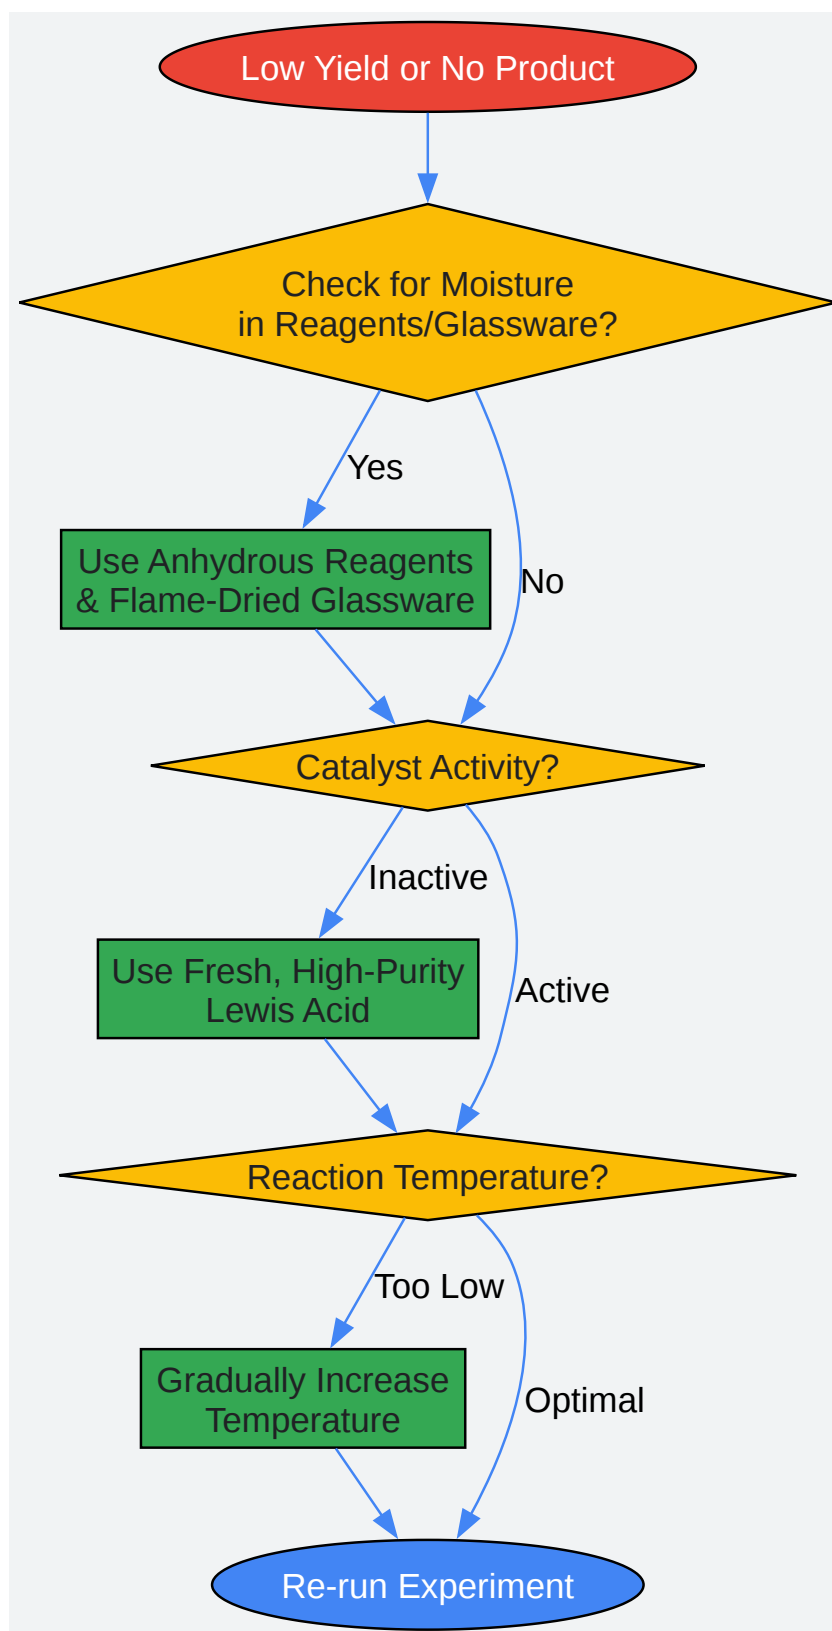 Low Yield or No Product
Check for Moisture
in Reagents/Glassware?
Yes
Use Anhydrous Reagents
& Flame-Dried Glassware
No
Catalyst Activity?
Inactive
Use Fresh, High-Purity
Lewis Acid
Active
Reaction Temperature?
Too Low
Gradually Increase
Temperature
Optimal
Re-run Experiment